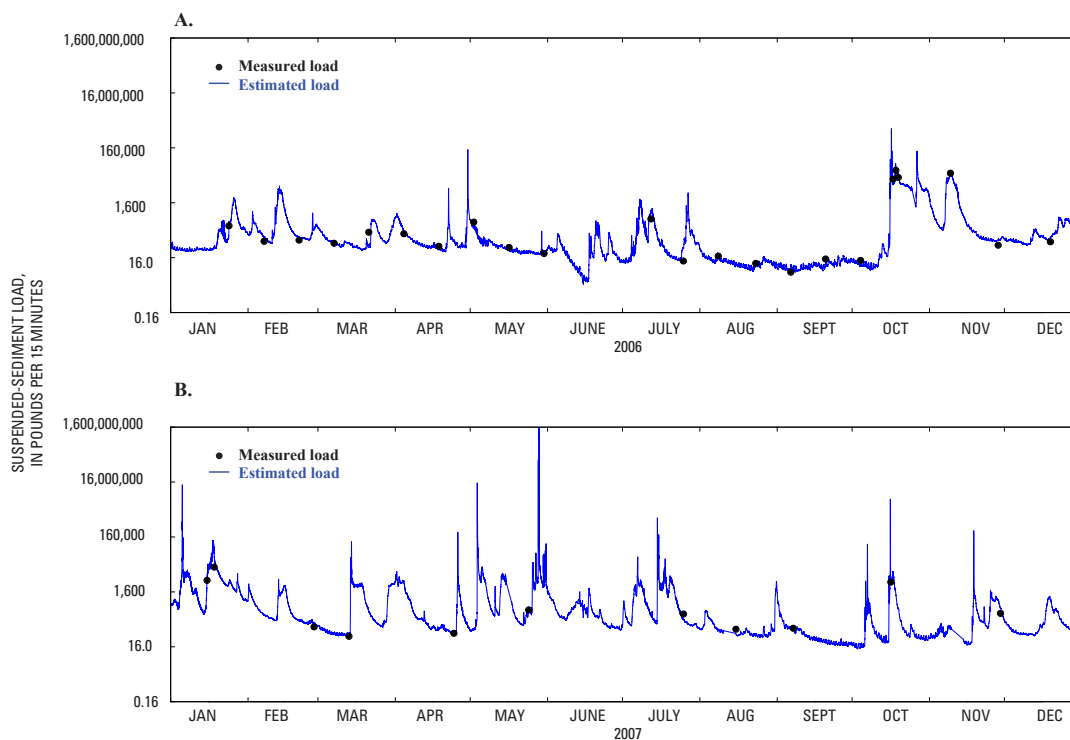 A.
1,600,000,000
16,000,000
160,000
1,600
16.0
0.16
Measured load
Estimated load
JAN FEB MAR APR MAY JUNE JULY AUG SEPT OCT NOV DEC
2006
SUSPENDED-SEDIMENT LOAD,
IN POUNDS PER 15 MINUTES
B.
1,600,000,000
16,000,000
160,000
1,600
16.0
0.16
Measured load
Estimated load
JAN FEB MAR APR MAY JUNE JULY AUG SEPT OCT NOV DEC
2007